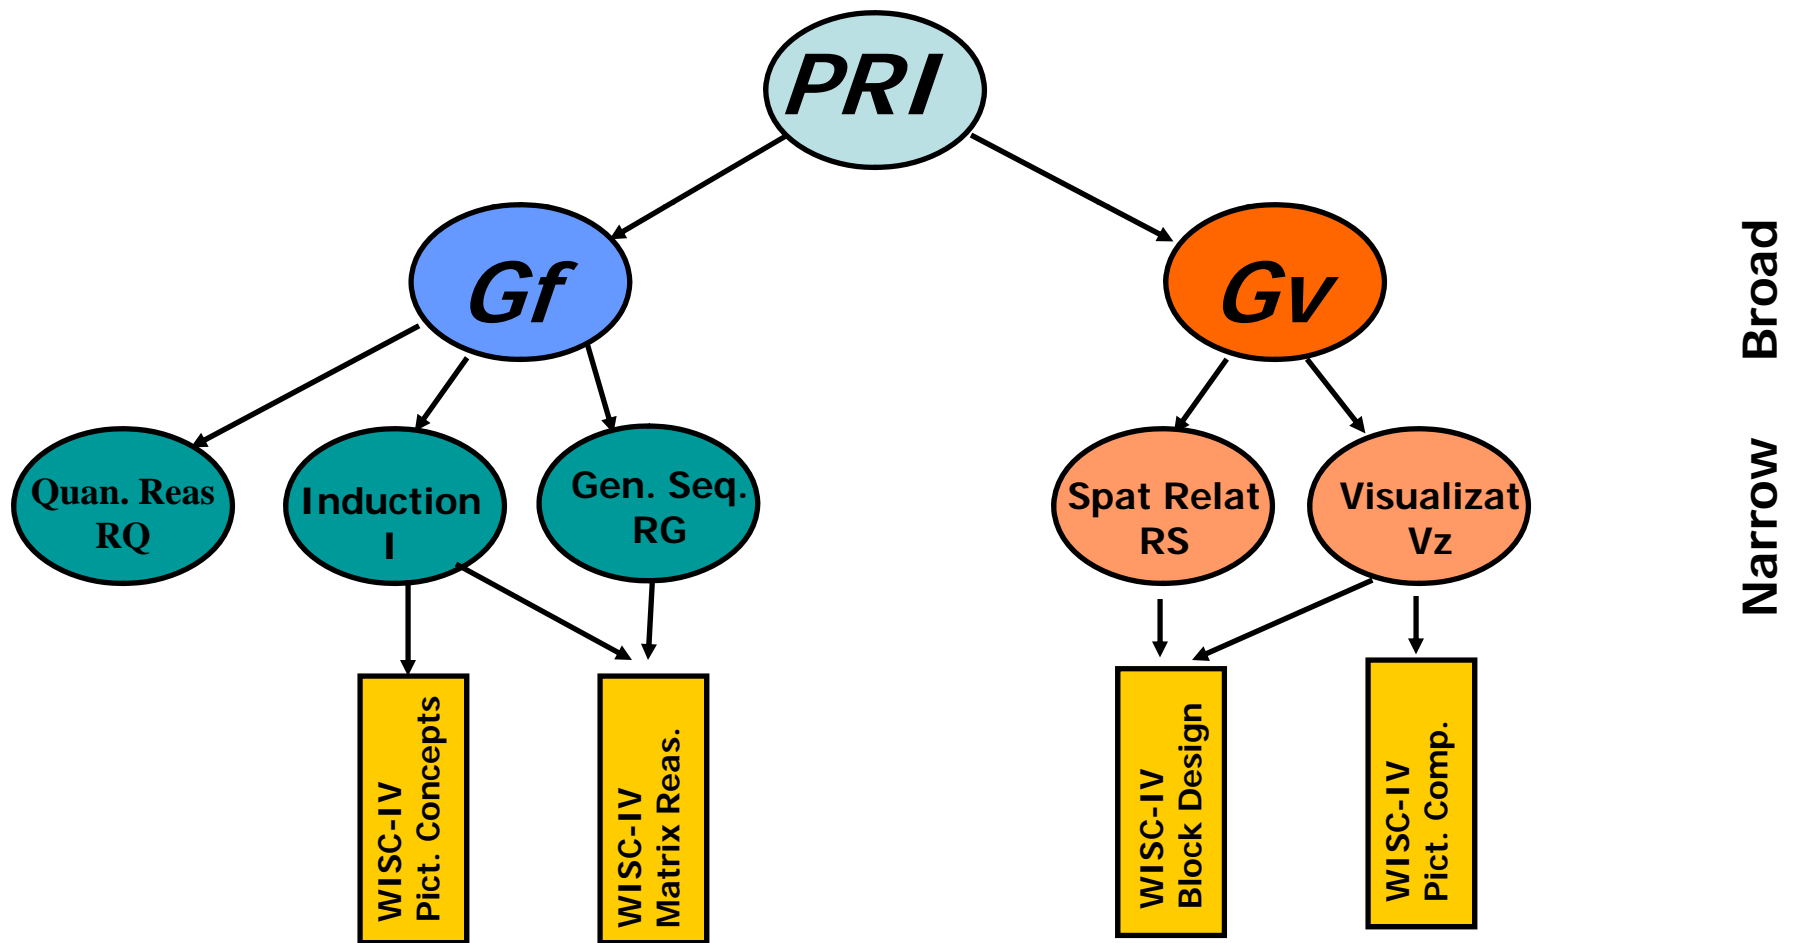 PRI
Gf
Gv
Broad
Quan. Reas
RQ
Induction
I
Gen. Seq.
RG
Spat Relat
RS
Visualizat
Vz
Narrow
WISC-IV
Pict. Concepts
WISC-IV
Matrix Reas.
WISC-IV
Block Design
WISC-IV
Pict. Comp.